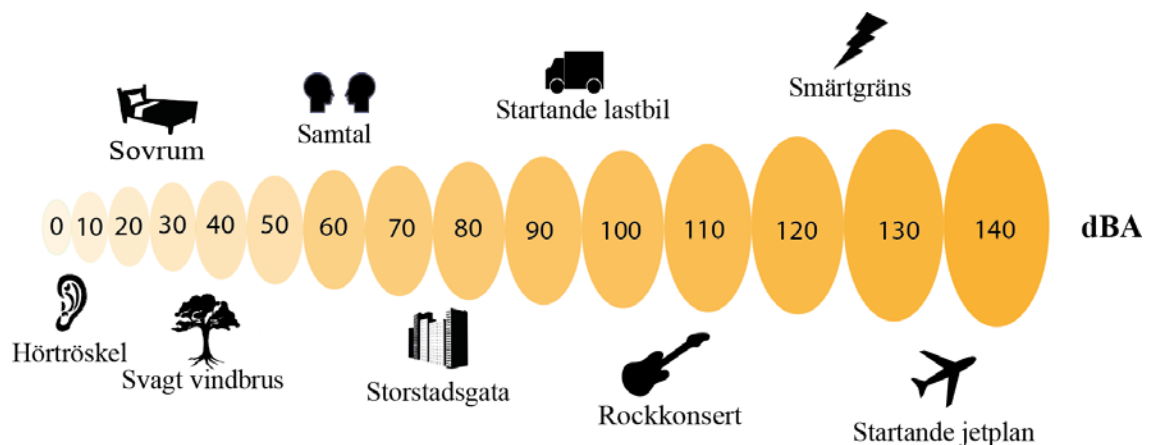 Sovrum
Samtal
Startande lastbil
Smärtgräns
0 10 20 30 40 50 60 70 80 90 100 110 120 130 140 dBA
Hörtröskel
Svagt vindbrus
Storstadsgata
Rockkonsert
Startande jetplan